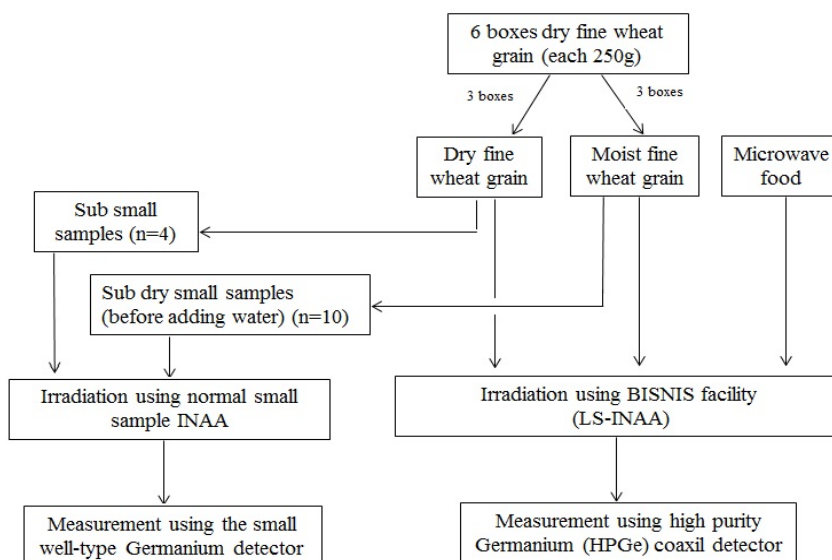 6 boxes dry fine wheat
grain (each 250g)
3 boxes
3 boxes
Dry fine
wheat grain
Moist fine
wheat grain
Microwave
food
Sub small
samples (n=4)
Sub dry small samples
(before adding water) (n=10)
Irradiation using normal small
sample INAA
Irradiation using BISNIS facility
(LS-INAA)
Measurement using the small
well-type Germanium detector
Measurement using high purity
Germanium (HPGe) coaxil detector